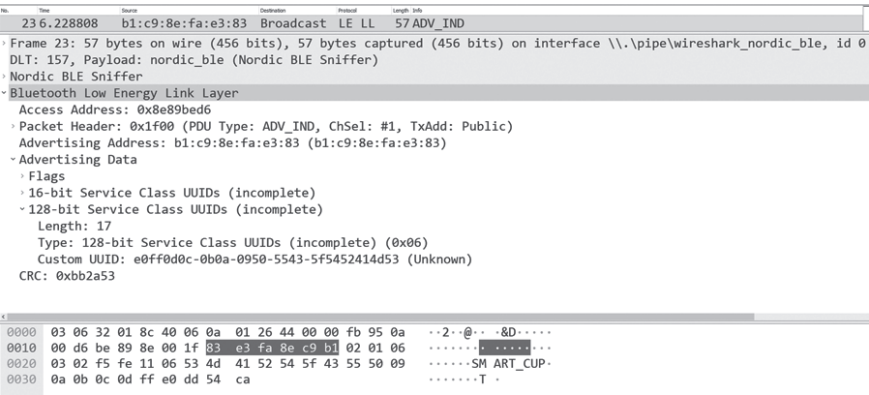 No. Time Source Destination Protocol Length Info
23 6.228808 b1:c9:8e:fa:e3:83 Broadcast LE LL 57 ADV_IND
Frame 23: 57 bytes on wire (456 bits), 57 bytes captured (456 bits) on interface \\.\pipe\wireshark_nordic_ble, id 0
DLT: 157, Payload: nordic_ble (Nordic BLE Sniffer)
Nordic BLE Sniffer
Bluetooth Low Energy Link Layer
Access Address: 0x8e89bed6
Packet Header: 0x1f00 (PDU Type: ADV_IND, ChSel: #1, TxAdd: Public)
Advertising Address: b1:c9:8e:fa:e3:83 (b1:c9:8e:fa:e3:83)
Advertising Data
Flags
16-bit Service Class UUIDs (incomplete)
128-bit Service Class UUIDs (incomplete)
Length: 17
Type: 128-bit Service Class UUIDs (incomplete) (0x06)
Custom UUID: e0ff0d0c-0b0a-0950-5543-5f5452414d53 (Unknown)
CRC: 0xbb2a53
0000 03 06 32 01 8c 40 06 0a 01 26 44 00 00 fb 95 0a ··2··@·· ·&D·····
0010 00 d6 be 89 8e 00 1f 83 e3 fa 8e c9 b1 02 01 06 ········ ········
0020 03 02 f5 fe 11 06 53 4d 41 52 54 5f 43 55 50 09 ······SM ART_CUP·
0030 0a 0b 0c 0d ff e0 dd 54 ca ·······T ·